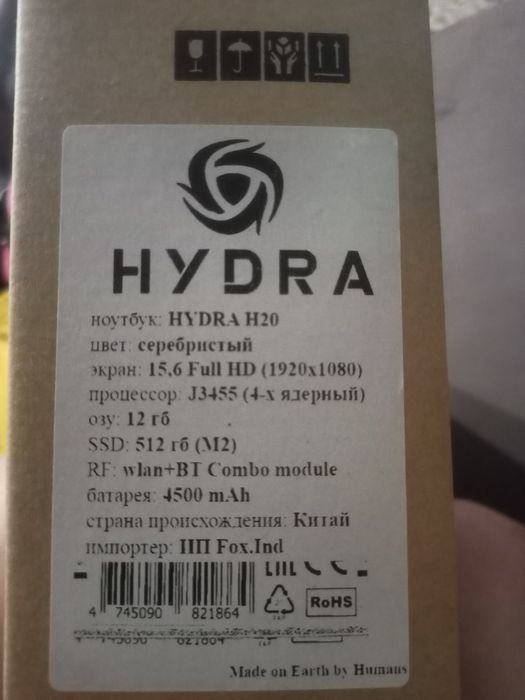 HYDRA
ноутбук: HYDRA H20
цвет: серебристый
экран: 15,6 Full HD (1920x1080)
процессор: J3455 (4-х ядерный)
озу: 12 гб
SSD: 512 гб (M2)
RF: wlan+BT Combo module
батарея: 4500 mAh
страна происхождения: Китай
импортер: ИП Fox.Ind
4 745090 821864
RoHS
Made on Earth by Humans